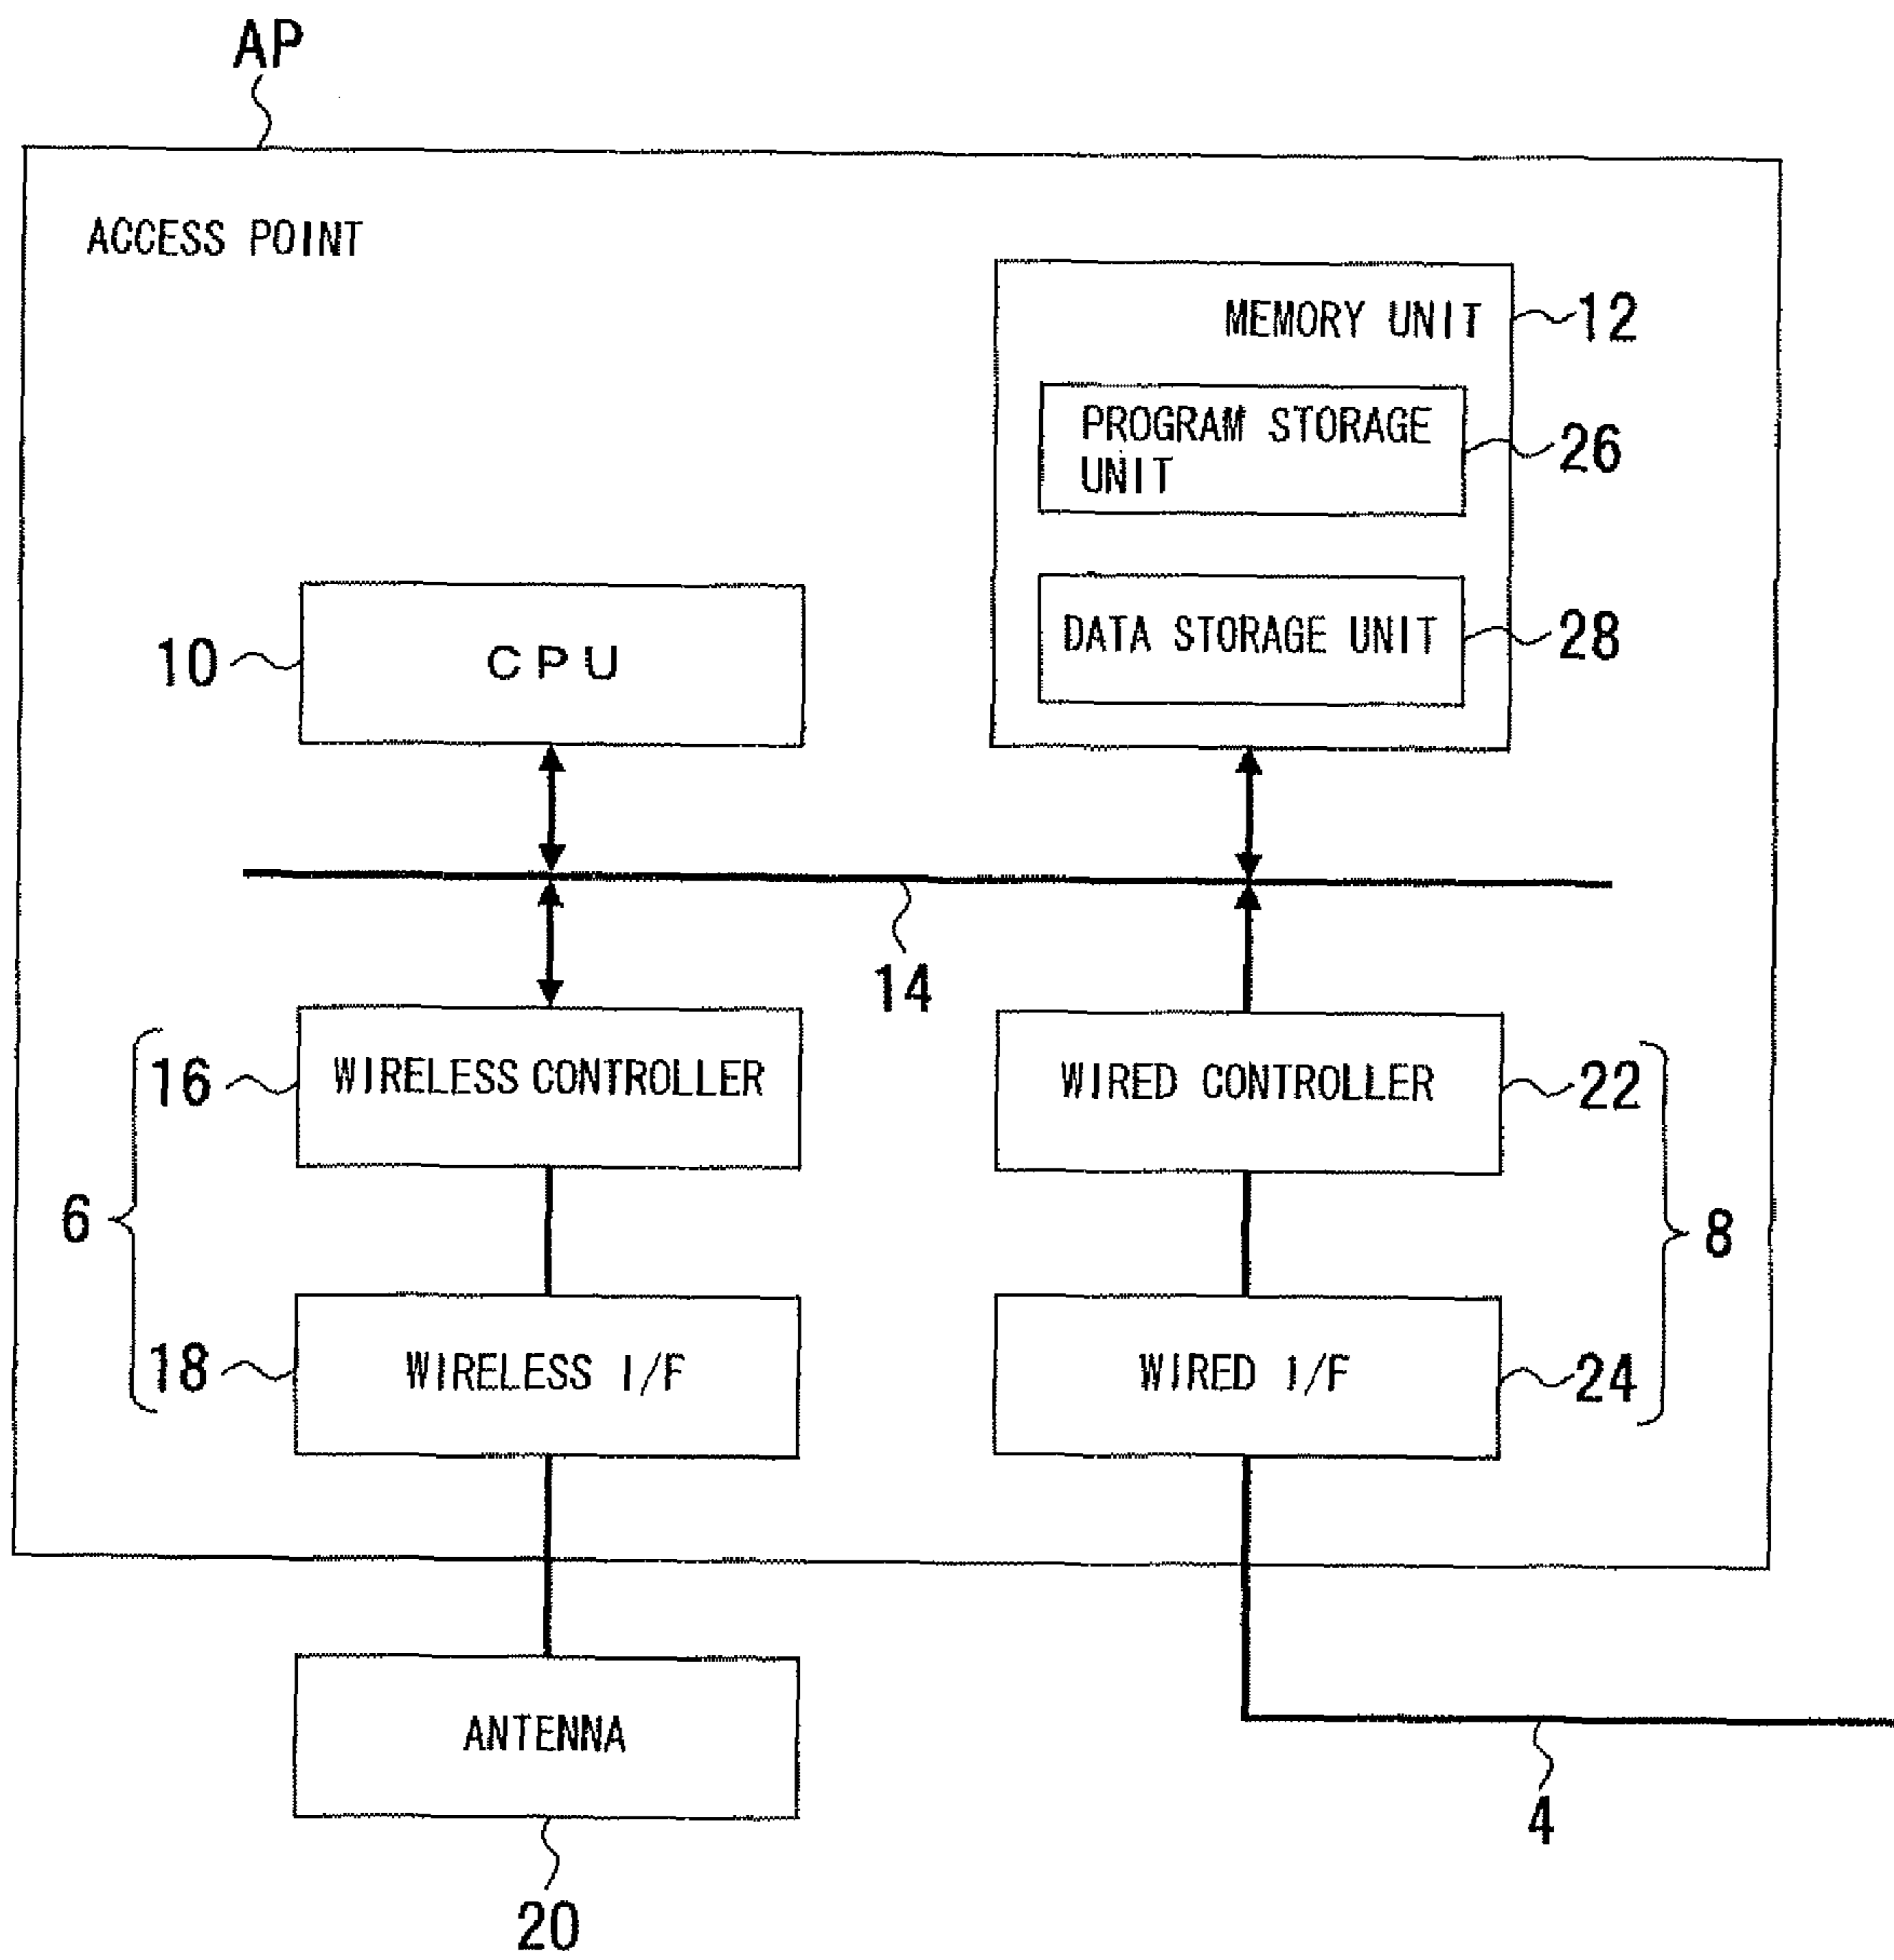 AP
ACCESS POINT
MEMORY UNIT
12
PROGRAM STORAGE
UNIT
26
DATA STORAGE UNIT
28
10
CPU
14
16
WIRELESS CONTROLLER
WIRED CONTROLLER
22
6
8
18
WIRELESS I/F
WIRED I/F
24
ANTENNA
4
20